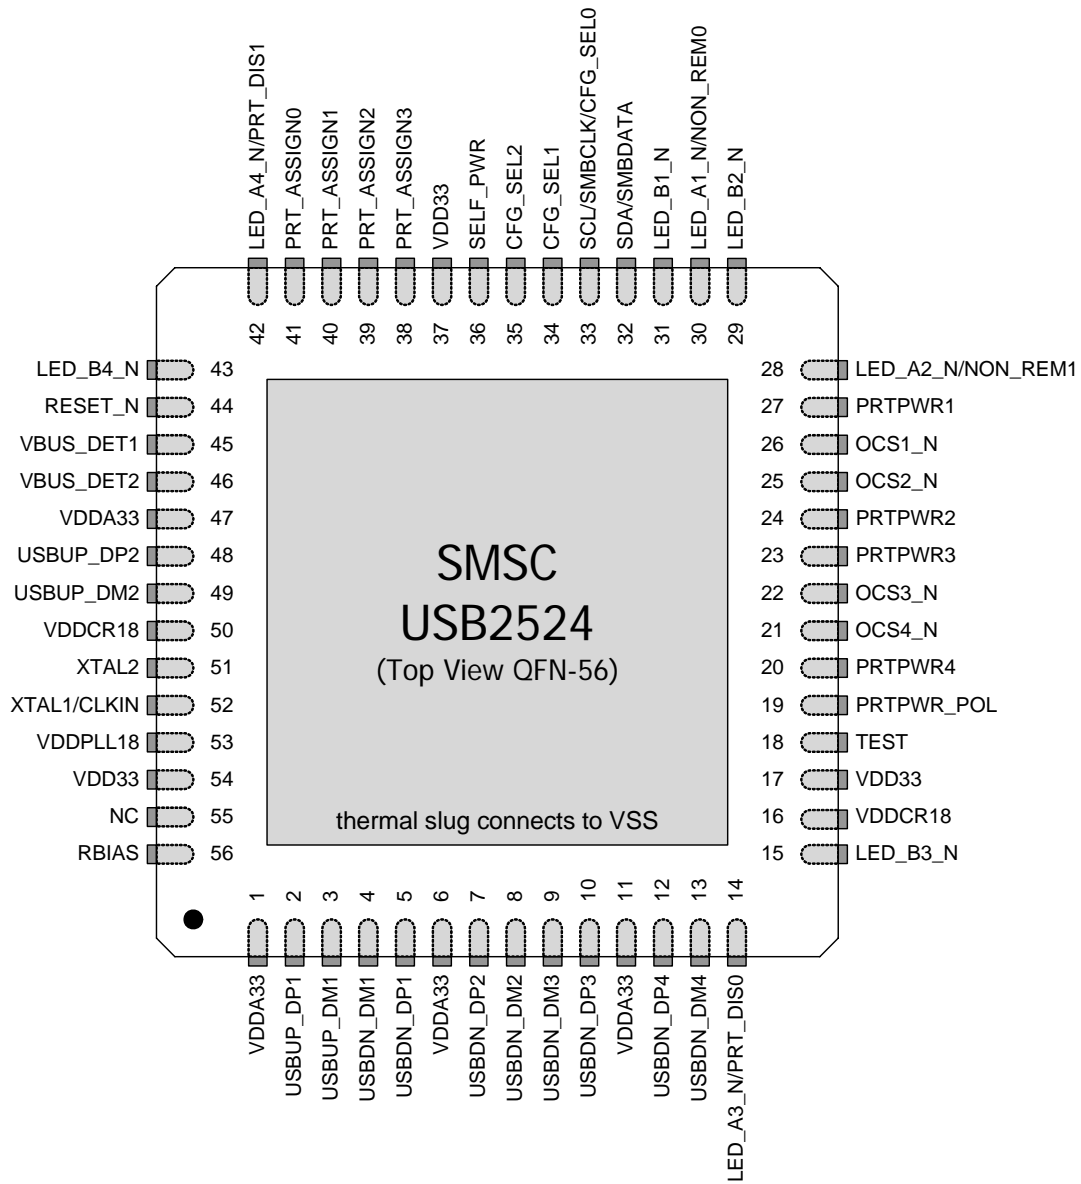 LED_A4_N/PRT_DIS1
PRT_ASSIGN0
PRT_ASSIGN1
PRT_ASSIGN2
PRT_ASSIGN3
VDD33
SELF_PWR
CFG_SEL2
CFG_SEL1
SCL/SMBCLK/CFG_SEL0
SDA/SMBDATA
LED_B1_N
LED_A1_N/NON_REM0
LED_B2_N
42
41
40
39
38
37
36
35
34
33
32
31
30
29
LED_B4_N 43
RESET_N 44
VBUS_DET1 45
VBUS_DET2 46
VDDA33 47
USBUP_DP2 48
USBUP_DM2 49
VDDCR18 50
XTAL2 51
XTAL1/CLKIN 52
VDDPLL18 53
VDD33 54
NC 55
RBIAS 56
SMSC
USB2524
(Top View QFN-56)
thermal slug connects to VSS
28 LED_A2_N/NON_REM1
27 PRTPWR1
26 OCS1_N
25 OCS2_N
24 PRTPWR2
23 PRTPWR3
22 OCS3_N
21 OCS4_N
20 PRTPWR4
19 PRTPWR_POL
18 TEST
17 VDD33
16 VDDCR18
15 LED_B3_N
1
2
3
4
5
6
7
8
9
10
11
12
13
14
VDDA33
USBUP_DP1
USBUP_DM1
USBDN_DM1
USBDN_DP1
VDDA33
USBDN_DP2
USBDN_DM2
USBDN_DM3
USBDN_DP3
VDDA33
USBDN_DP4
USBDN_DM4
LED_A3_N/PRT_DIS0